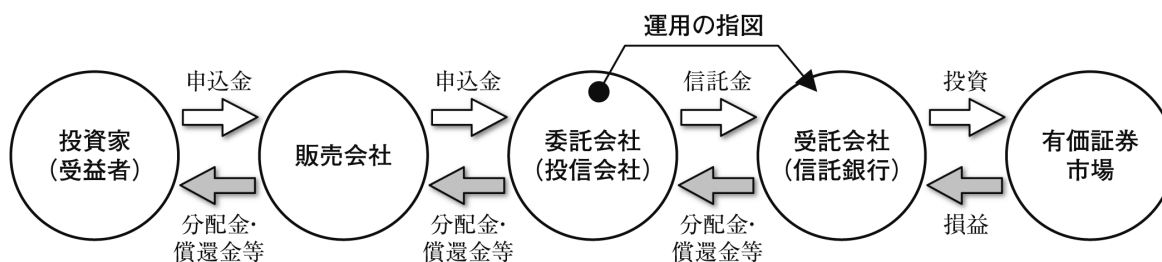 運用の指図
申込金
申込金
信託金
投資
投資家
(受益者)
販売会社
委託会社
(投信会社)
受託会社
(信託銀行)
有価証券
市場
分配金・
償還金等
分配金・
償還金等
分配金・
償還金等
損益